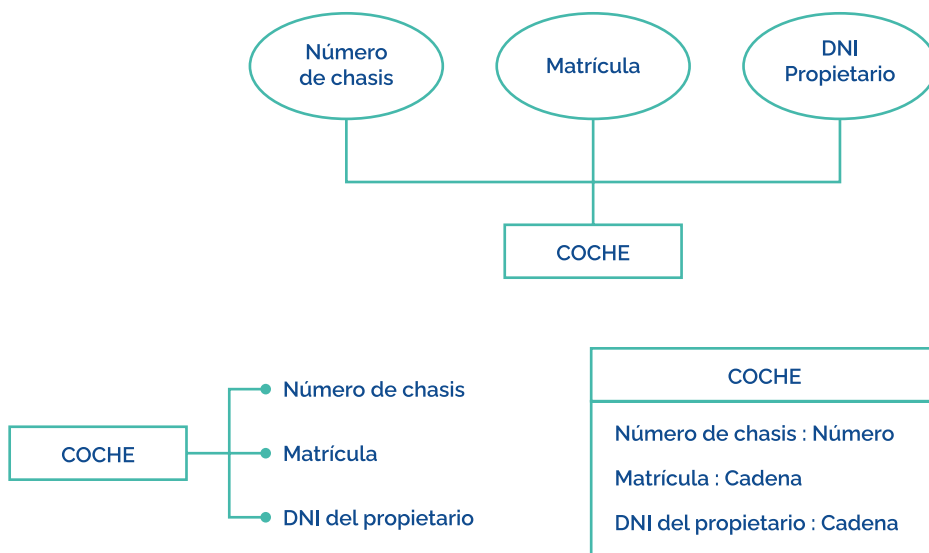 Número
de chasis
Matrícula
DNI
Propietario
COCHE
COCHE
Número de chasis
Matrícula
DNI del propietario
COCHE
Número de chasis : Número
Matrícula : Cadena
DNI del propietario : Cadena